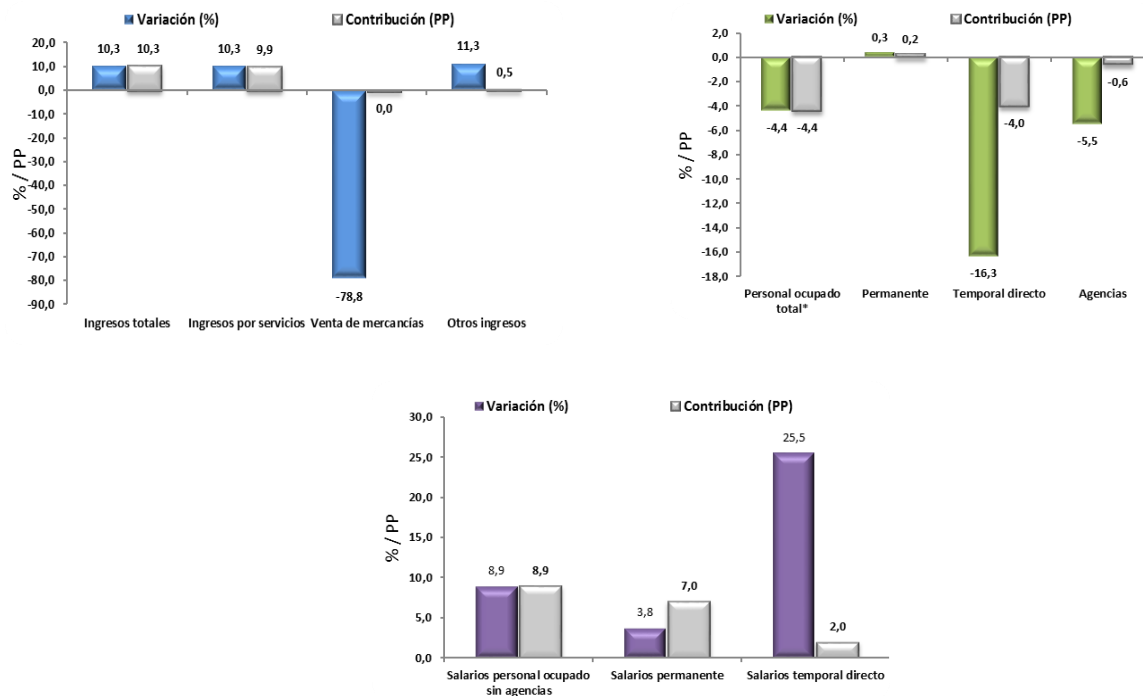 Variación (%) Contribución (PP)
% / PP
20,0
10,0
0,0
-10,0
-20,0
-30,0
-40,0
-50,0
-60,0
-70,0
-80,0
-90,0
10,3 10,3 10,3 9,9 -78,8 0,0 11,3 0,5
Ingresos totales Ingresos por servicios Venta de mercancías Otros ingresos
Variación (%) Contribución (PP)
% / PP
2,0
0,0
-2,0
-4,0
-6,0
-8,0
-10,0
-12,0
-14,0
-16,0
-18,0
-4,4 -4,4 0,3 0,2 -16,3 -4,0 -5,5 -0,6
Personal ocupado Permanente Temporal directo Agencias
total*
Variación (%) Contribución (PP)
% / PP
30,0
25,0
20,0
15,0
10,0
5,0
0,0
8,9 8,9 3,8 7,0 25,5 2,0
Salarios personal ocupado Salarios permanente Salarios temporal directo
sin agencias